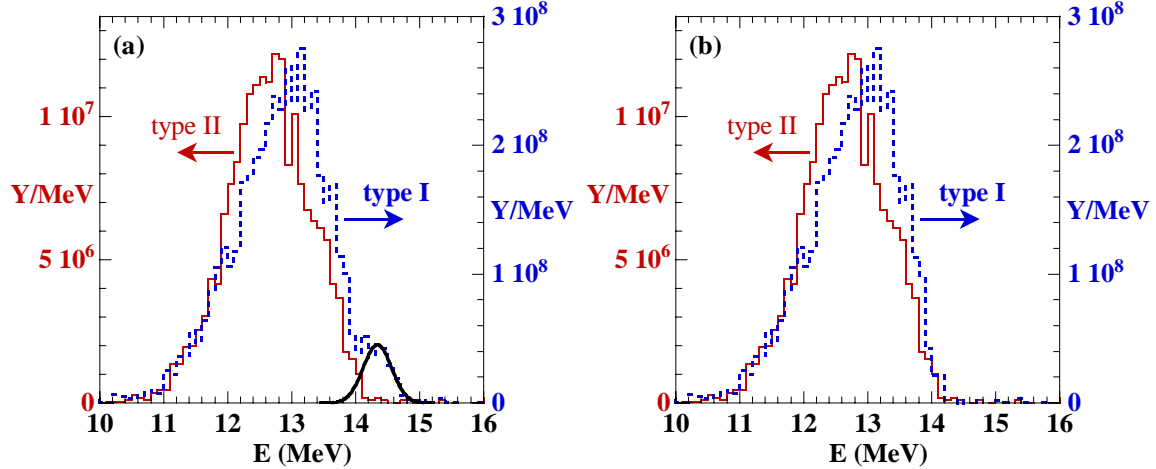 (a)
3 10⁸
1 10⁷
type II
2 10⁸
Y/MeV
type I
Y/MeV
5 10⁶
1 10⁸
0
0
10 11 12 13 14 15 16
E (MeV)
(b)
3 10⁸
1 10⁷
type II
2 10⁸
Y/MeV
type I
Y/MeV
5 10⁶
1 10⁸
0
0
10 11 12 13 14 15 16
E (MeV)